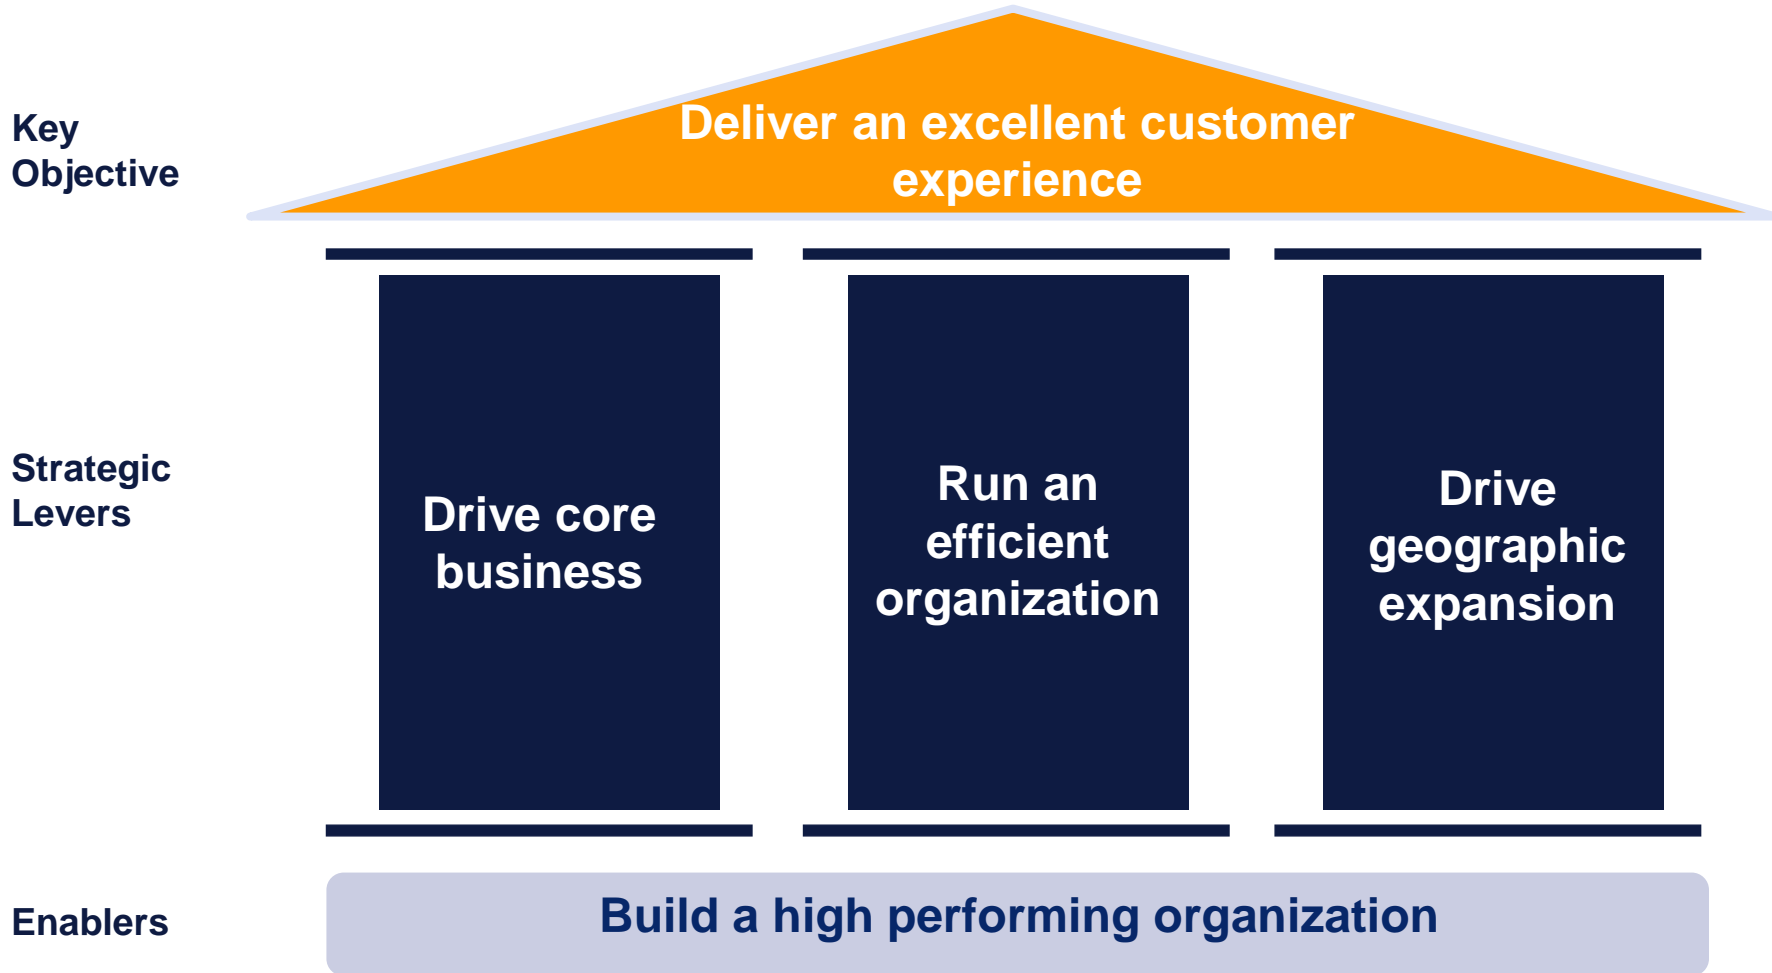 Key
Objective
Deliver an excellent customer
experience
Strategic
Levers
Drive core
business
Run an
efficient
organization
Drive
geographic
expansion
Enablers
Build a high performing organization